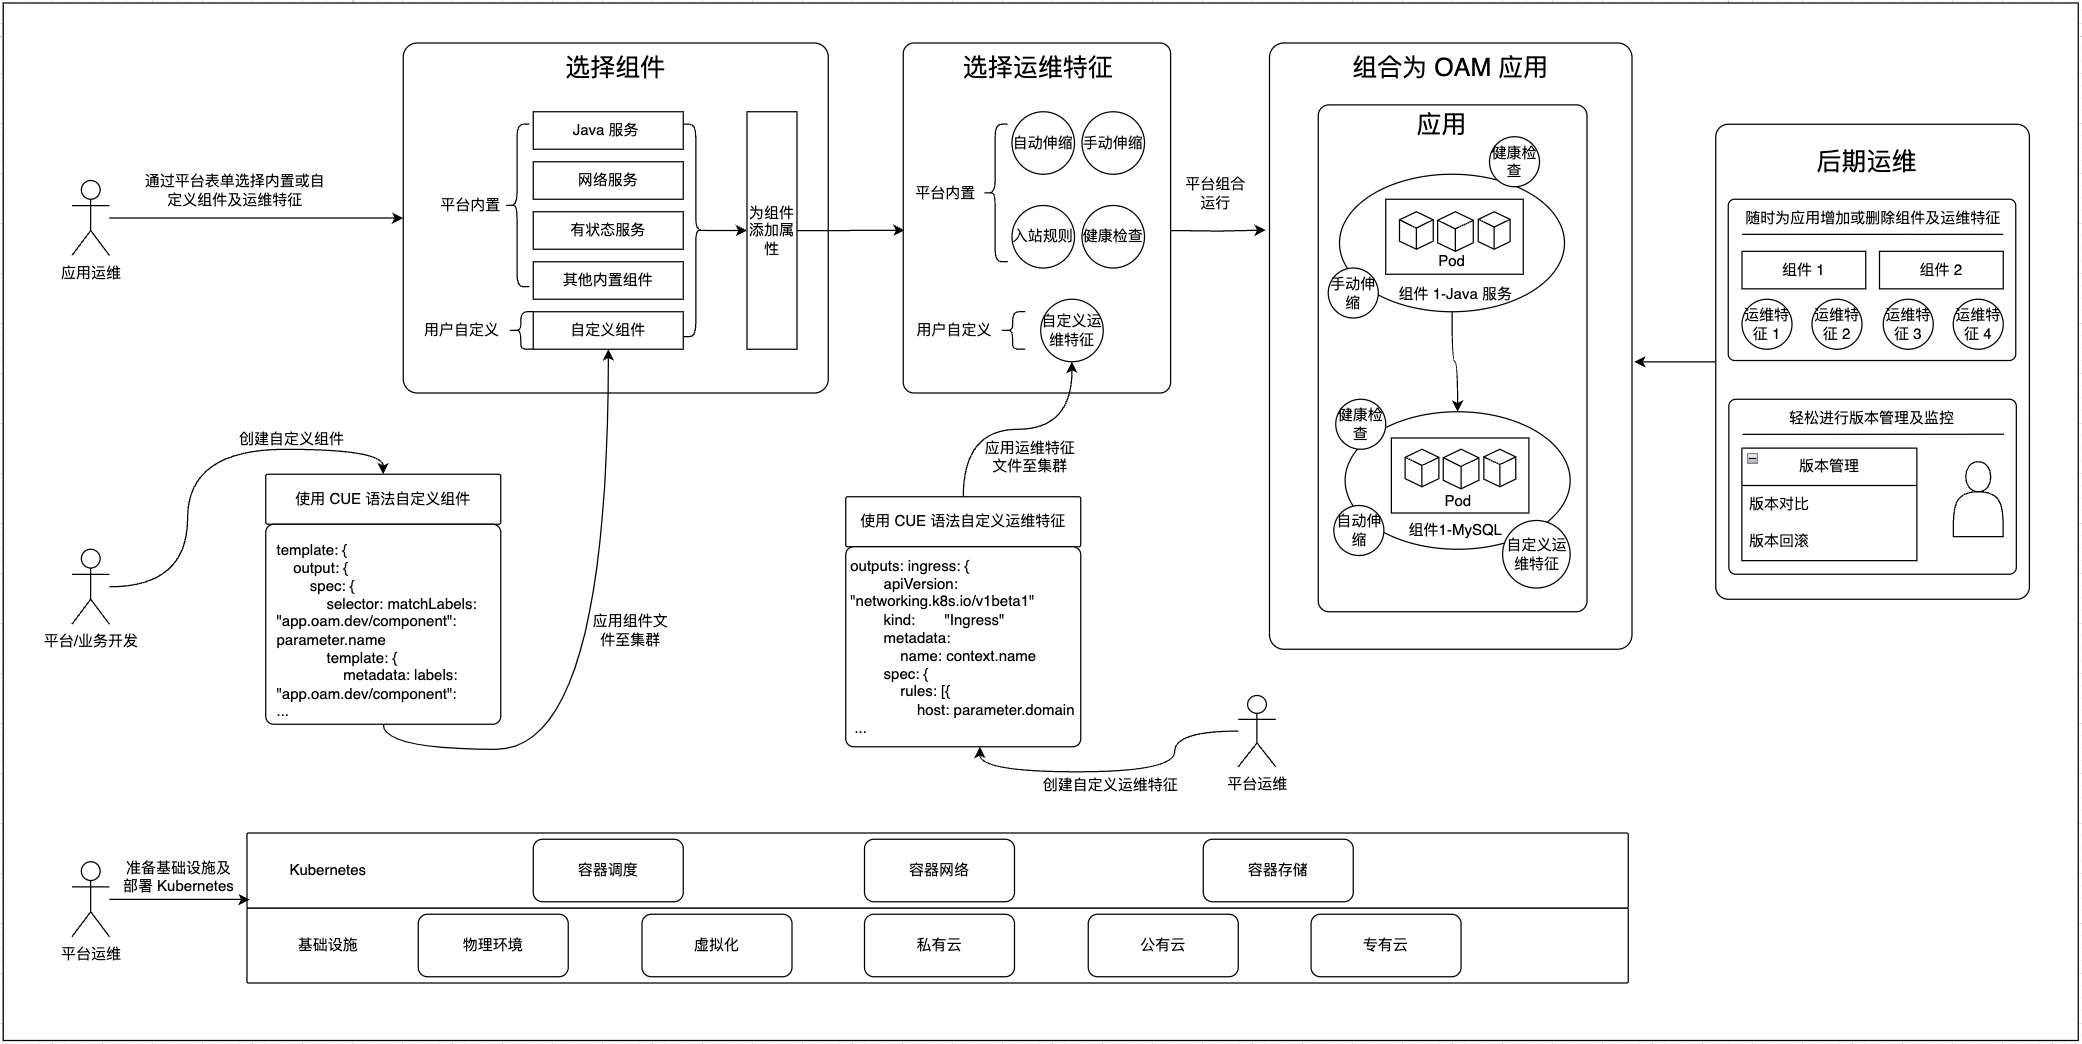 选择组件
Java 服务
网络服务
有状态服务
其他内置组件
自定义组件
平台内置
用户自定义
为组件
添加属
性
选择运维特征
自动伸缩
手动伸缩
平台内置
入站规则
健康检查
用户自定义
自定义运
维特征
平台组合
运行
组合为 OAM 应用
应用
健康检
查
Pod
手动伸
缩
组件 1-Java 服务
健康检
查
Pod
自动伸
缩
组件1-MySQL
自定义运
维特征
后期运维
随时为应用增加或删除组件及运维特征
组件 1
组件 2
运维特
征 1
运维特
征 2
运维特
征 3
运维特
征 4
轻松进行版本管理及监控
版本管理
版本对比
版本回滚
通过平台表单选择内置或自
定义组件及运维特征
应用运维
创建自定义组件
平台/业务开发
使用 CUE 语法自定义组件
template: {
output: {
spec: {
selector: matchLabels:
"app.oam.dev/component":
parameter.name
template: {
metadata: labels:
"app.oam.dev/component":
...
应用组件文
件至集群
应用运维特征
文件至集群
使用 CUE 语法自定义运维特征
outputs: ingress: {
apiVersion:
"networking.k8s.io/v1beta1"
kind: "Ingress"
metadata:
name: context.name
spec: {
rules: [{
host: parameter.domain
...
创建自定义运维特征
平台运维
准备基础设施及
部署 Kubernetes
平台运维
Kubernetes
容器调度
容器网络
容器存储
基础设施
物理环境
虚拟化
私有云
公有云
专有云